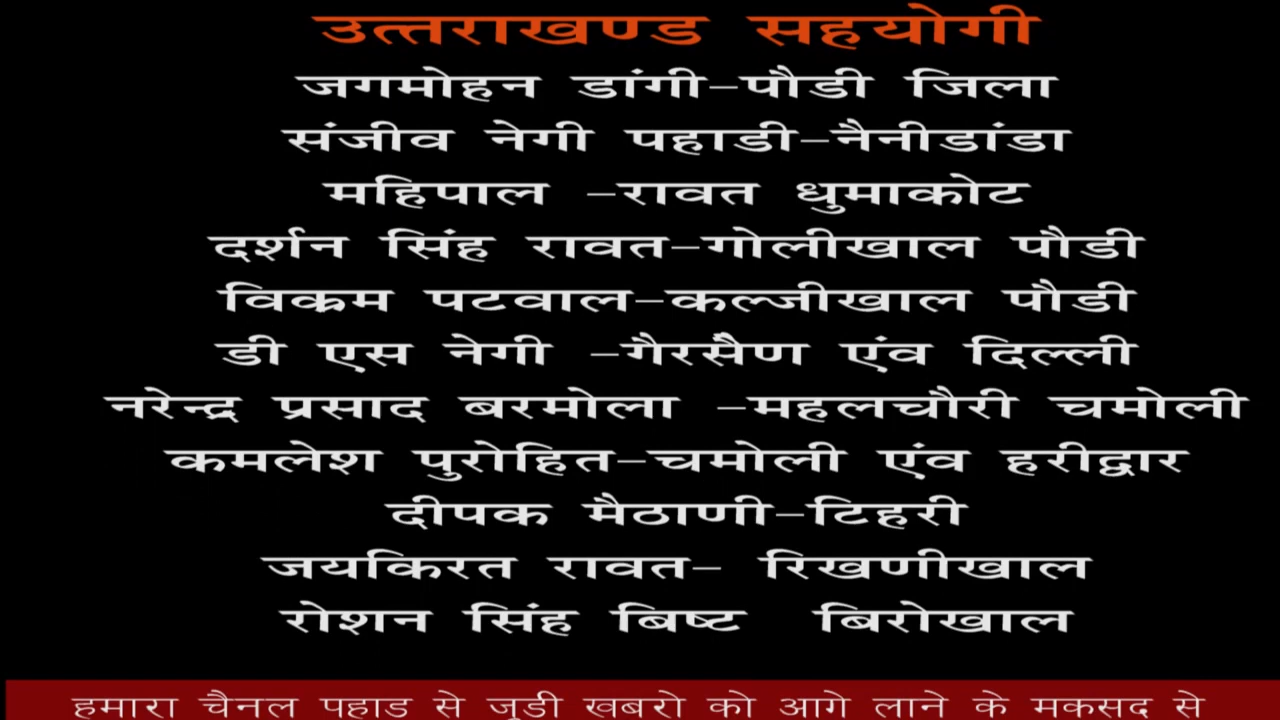 उत्तराखण्ड सहयोगी
जगमोहन डांगी-पौडी जिला
संजीव नेगी पहाडी-नैनीडांडा
महिपाल -रावत धुमाकोट
दर्शन सिंह रावत-गोलीखाल पौडी
विक्रम पटवाल-कल्जीखाल पौडी
डी एस नेगी -गैरसैंण एंव दिल्ली
नरेन्द्र प्रसाद बरमोला -महलचौरी चमोली
कमलेश पुरोहित-चमोली एंव हरीद्वार
दीपक मैठाणी-टिहरी
जयकिरत रावत- रिखणीखाल
रोशन सिंह बिष्ट बिरोखाल
हमारा चैनल पहाड से जुडी खबरो को आगे लाने के मकसद से